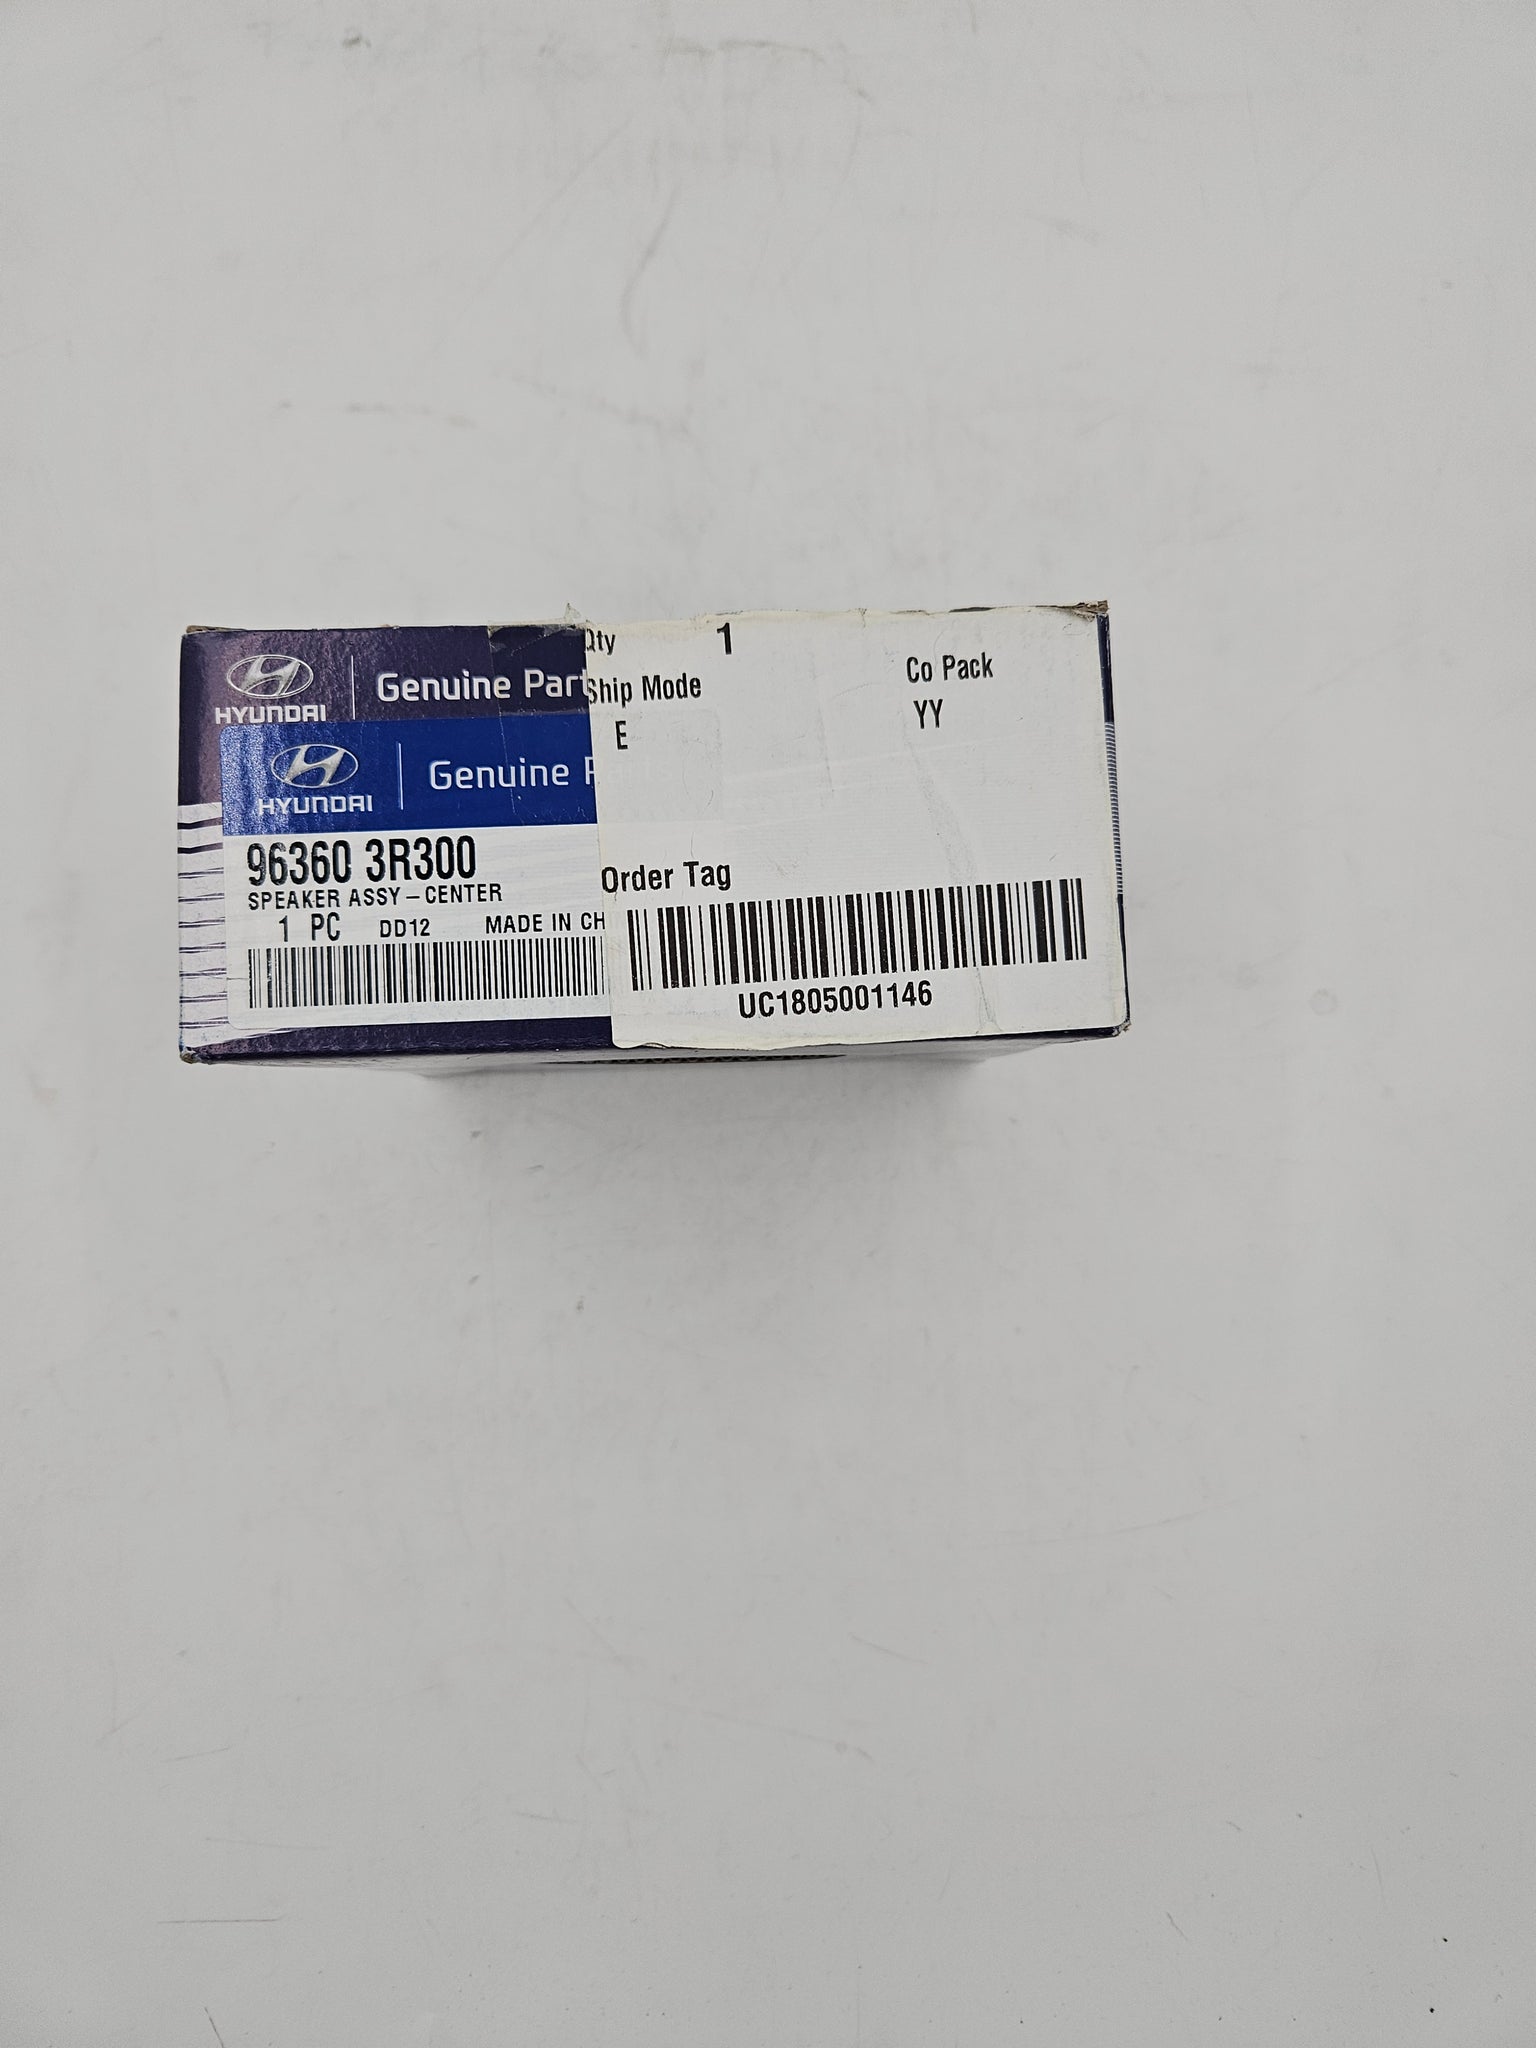 HYUNDAI
Genuine Part
HYUNDAI
Genuine
96360 3R300
SPEAKER ASSY-CENTER
1 PC DD12 MADE IN CH
Qty 1
Ship Mode Co Pack
E YY
Order Tag
UC1805001146